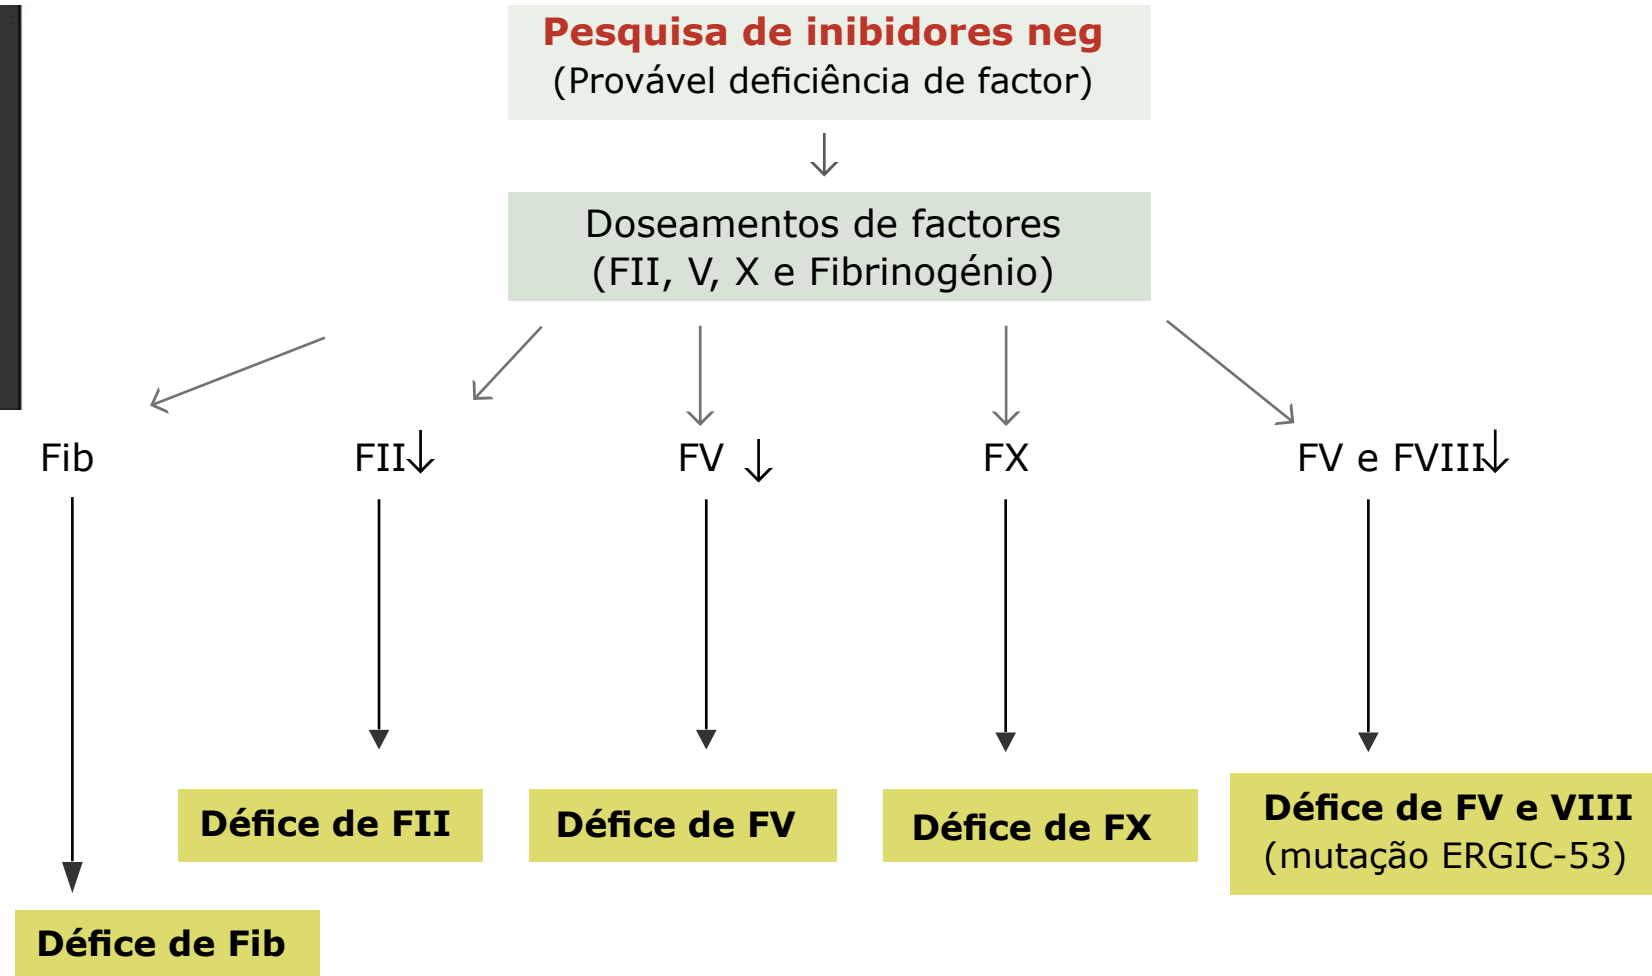 Pesquisa de inibidores neg
(Provável deficiência de factor)
Doseamentos de factores
(FII, V, X e Fibrinogénio)
Fib
FII↓
FV ↓
FX
FV e FVIII↓
Défice de FII
Défice de FV
Défice de FX
Défice de FV e VIII
(mutação ERGIC-53)
Défice de Fib